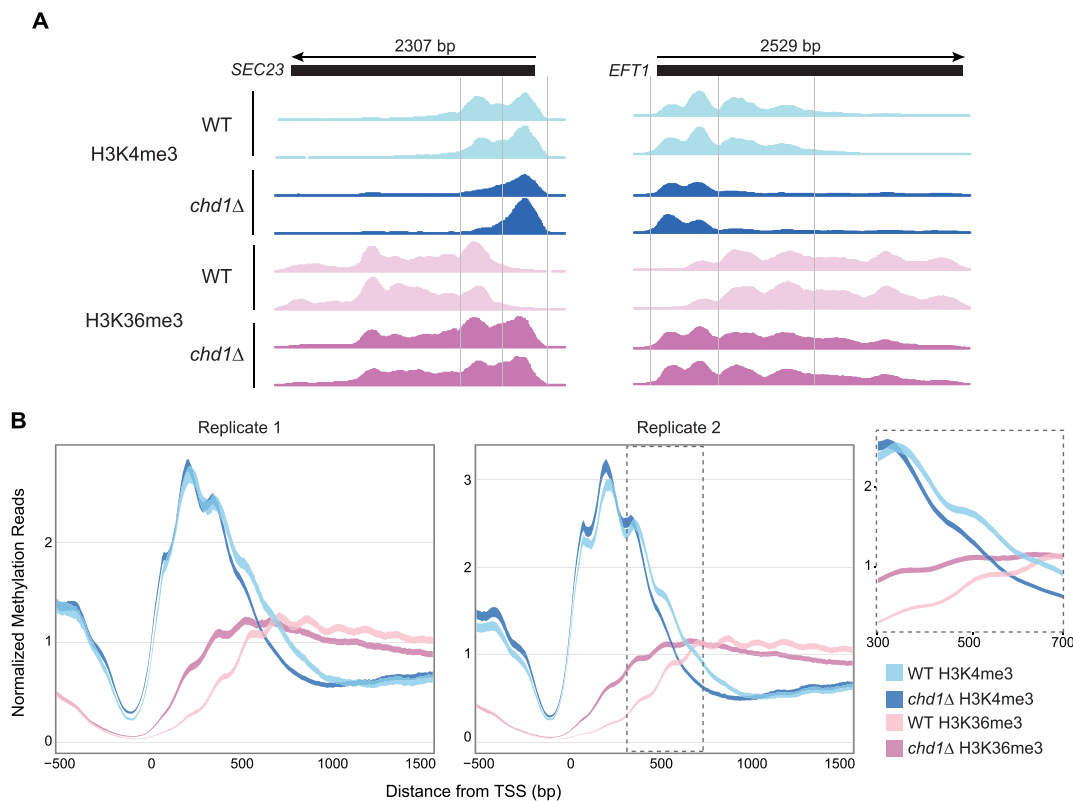 A
2307 bp
2529 bp
SEC23
EFT1
WT
H3K4me3
chd1Δ
WT
H3K36me3
chd1Δ
B
Replicate 1
Replicate 2
Normalized Methylation Reads
2
1
0
3
2
1
0
2
1
300
500
700
−500
0
500
1000
1500
−500
0
500
1000
1500
Distance from TSS (bp)
WT H3K4me3
chd1Δ H3K4me3
WT H3K36me3
chd1Δ H3K36me3